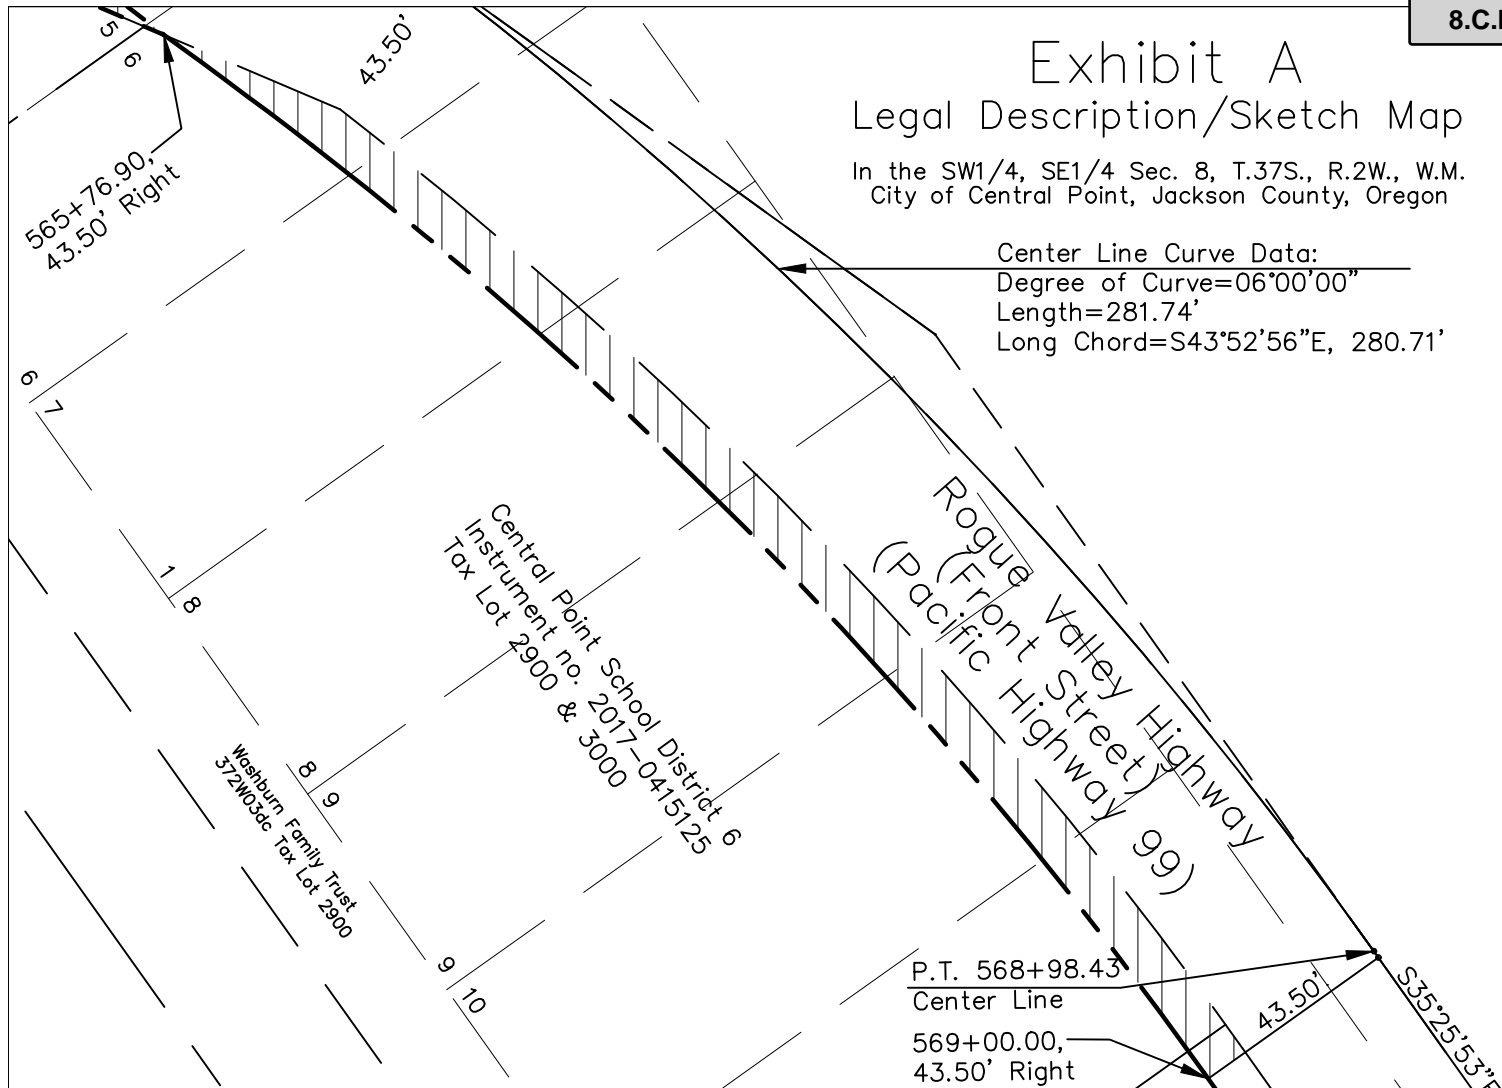 8.C.
Exhibit A
Legal Description/Sketch Map
In the SW1/4, SE1/4 Sec. 8, T.37S., R.2W., W.M.
City of Central Point, Jackson County, Oregon
Center Line Curve Data:
Degree of Curve=06°00'00"
Length=281.74'
Long Chord=S43°52'56"E, 280.71'
43.50'
5
6
565+76.90,
43.50' Right
6
7
1
8
8
9
9
10
Central Point School District 6
Instrument no. 2017-0415125
Tax Lot 2900 & 3000
Rogue Valley Highway
(Front Street)
(Pacific Highway 99)
Washburn Family Trust
372W03dc Tax Lot 2900
P.T. 568+98.43
Center Line
569+00.00,
43.50' Right
43.50'
S35°25'53"E